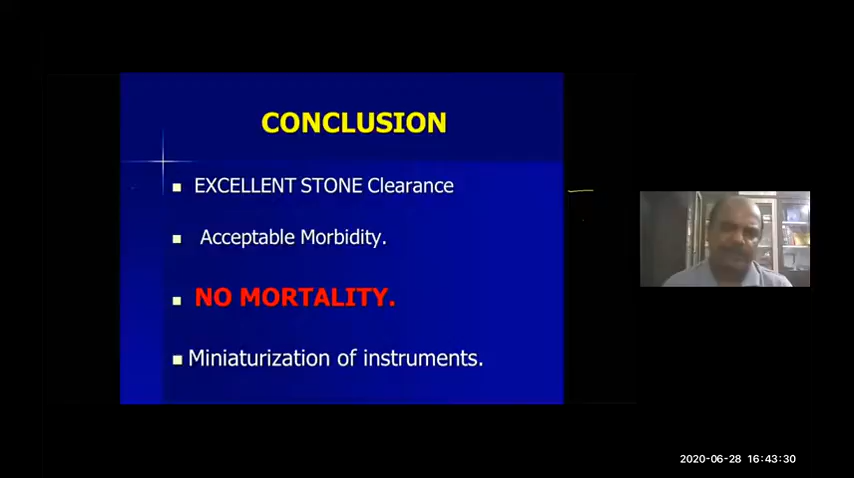 CONCLUSION
EXCELLENT STONE Clearance
Acceptable Morbidity.
NO MORTALITY.
Miniaturization of instruments.
2020-06-28 16:43:30